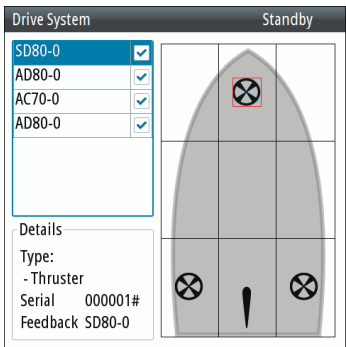 Drive System Standby
SD80-0
AD80-0
AC70-0
AD80-0
Details
Type:
- Thruster
Serial 000001#
Feedback SD80-0